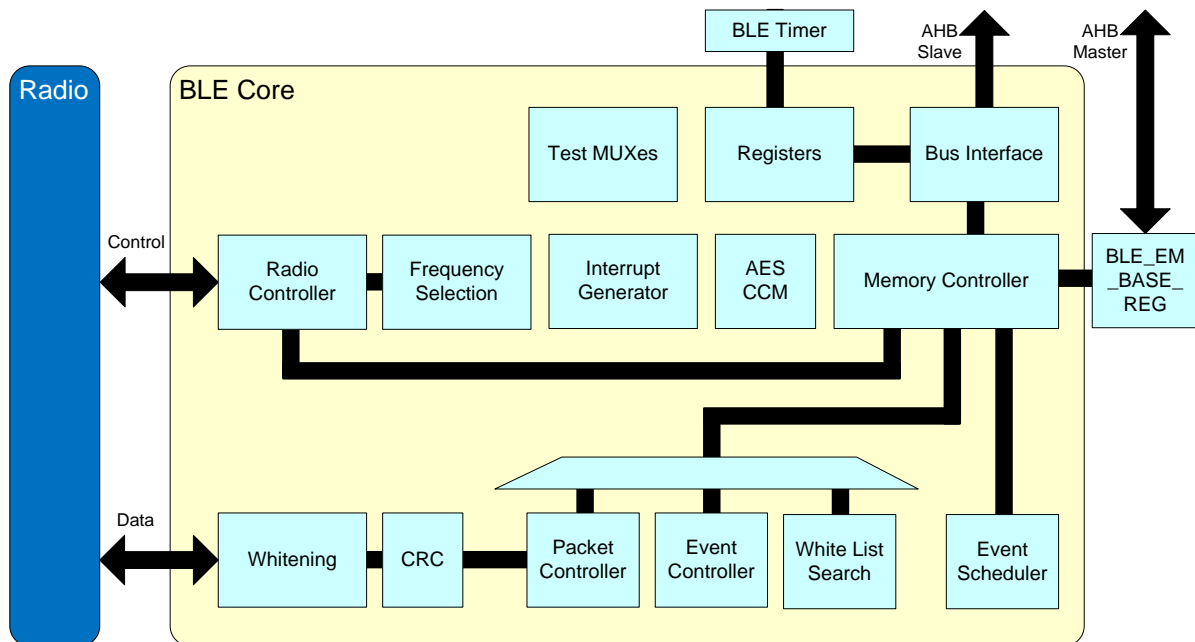 BLE Timer
AHB
Slave
AHB
Master
Radio
BLE Core
Test MUXes
Registers
Bus Interface
Control
Radio
Controller
Frequency
Selection
Interrupt
Generator
AES
CCM
Memory Controller
BLE_EM
_BASE_
REG
Data
Whitening
CRC
Packet
Controller
Event
Controller
White List
Search
Event
Scheduler